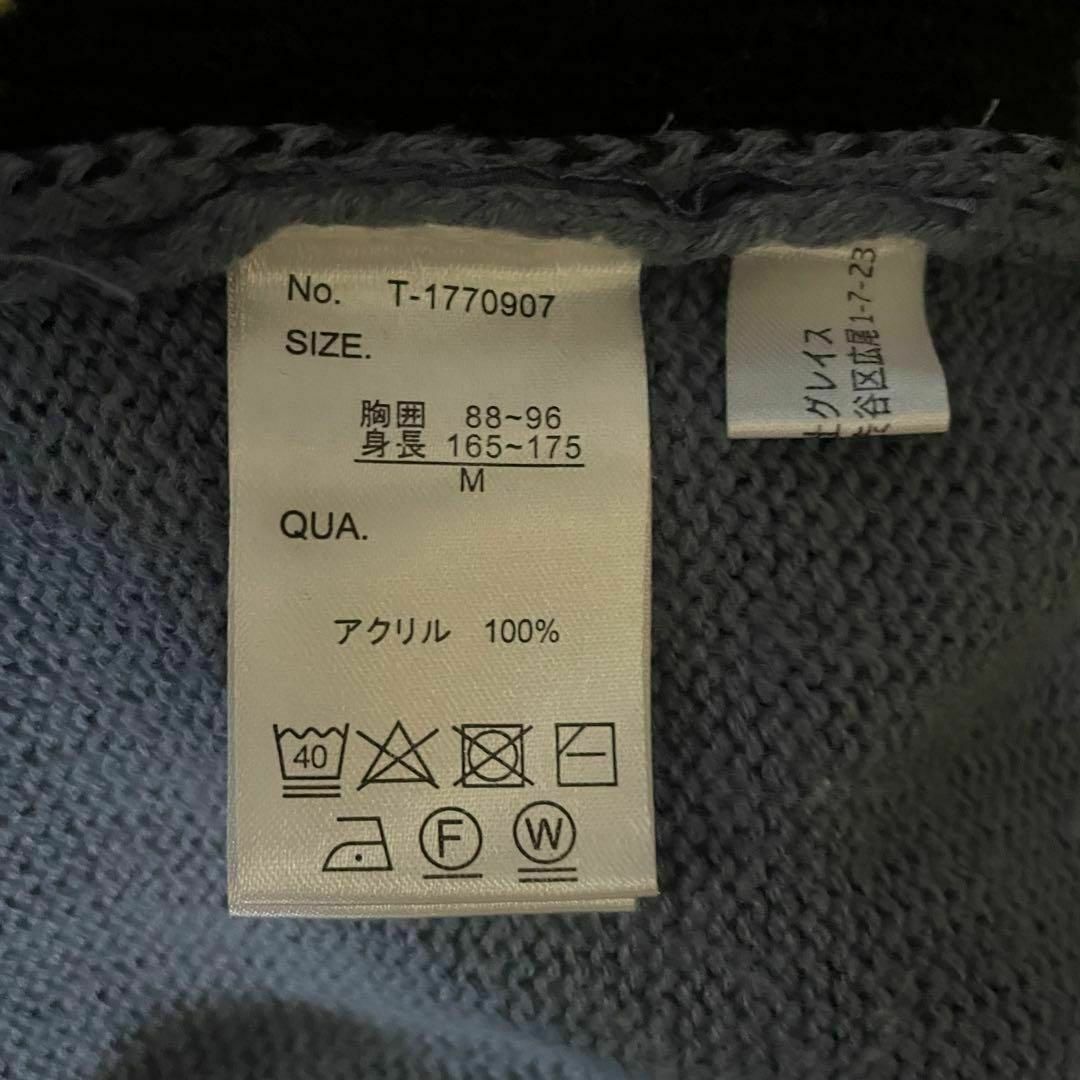 No. T-1770907
SIZE.
胸囲 88~96
身長 165~175
M
QUA.
アクリル 100%
40
F
W
グレイス
谷区広尾1-7-23